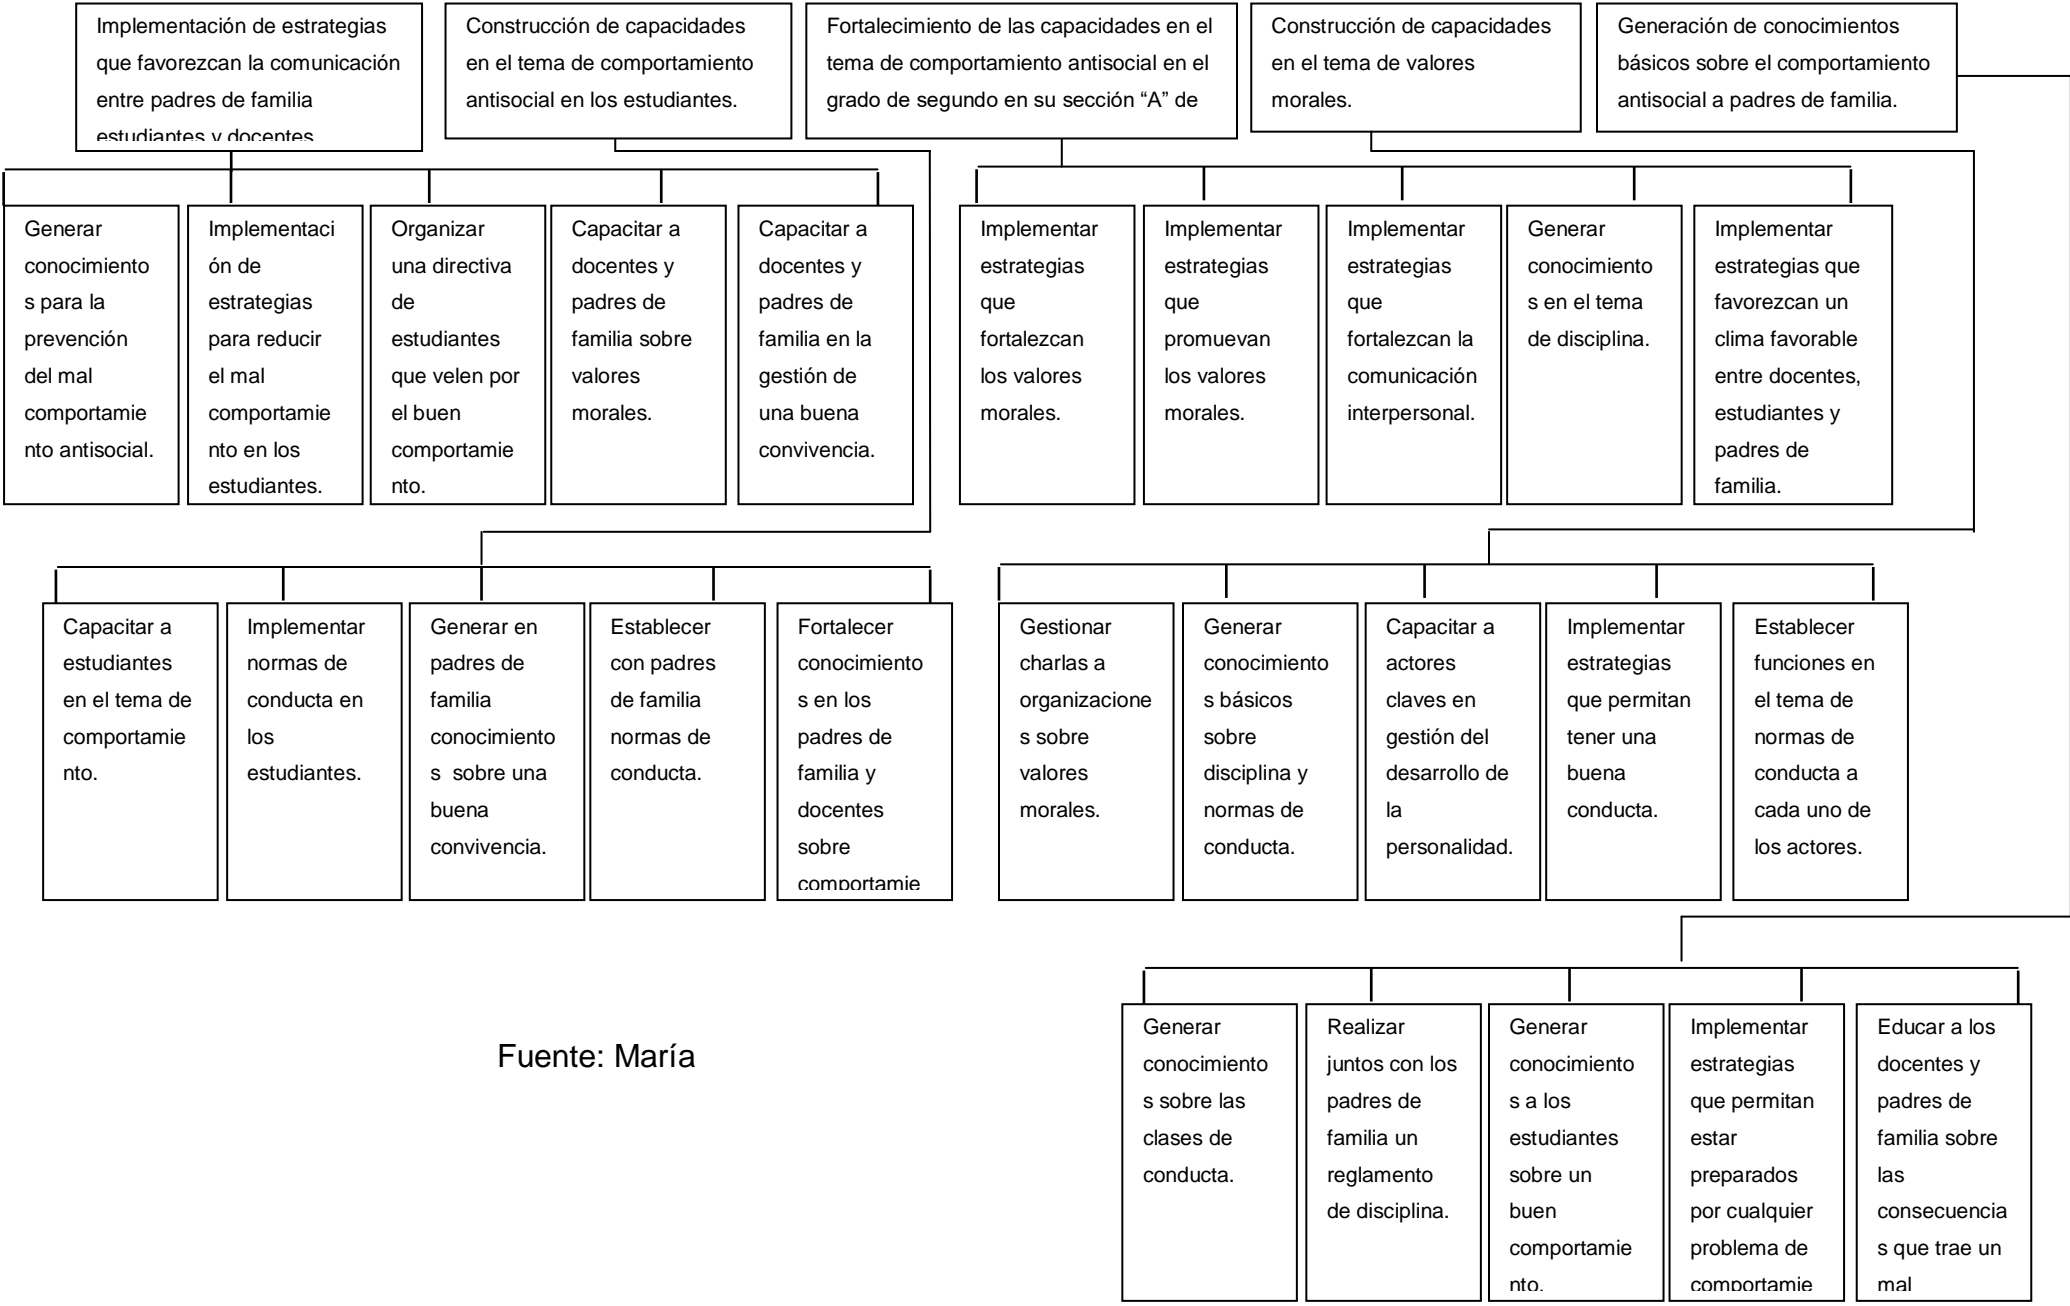 Implementación de estrategias
que favorezcan la comunicación
entre padres de familia
estudiantes y docentes
Construcción de capacidades
en el tema de comportamiento
antisocial en los estudiantes.
Fortalecimiento de las capacidades en el
tema de comportamiento antisocial en el
grado de segundo en su sección “A” de
Construcción de capacidades
en el tema de valores
morales.
Generación de conocimientos
básicos sobre el comportamiento
antisocial a padres de familia.
Generar
conocimiento
s para la
prevención
del mal
comportamie
nto antisocial.
Implementaci
ón de
estrategias
para reducir
el mal
comportamie
nto en los
estudiantes.
Organizar
una directiva
de
estudiantes
que velen por
el buen
comportamie
nto.
Capacitar a
docentes y
padres de
familia sobre
valores
morales.
Capacitar a
docentes y
padres de
familia en la
gestión de
una buena
convivencia.
Implementar
estrategias
que
fortalezcan
los valores
morales.
Implementar
estrategias
que
promuevan
los valores
morales.
Implementar
estrategias
que
fortalezcan la
comunicación
interpersonal.
Generar
conocimiento
s en el tema
de disciplina.
Implementar
estrategias que
favorezcan un
clima favorable
entre docentes,
estudiantes y
padres de
familia.
Capacitar a
estudiantes
en el tema de
comportamie
nto.
Implementar
normas de
conducta en
los
estudiantes.
Generar en
padres de
familia
conocimiento
s sobre una
buena
convivencia.
Establecer
con padres
de familia
normas de
conducta.
Fortalecer
conocimiento
s en los
padres de
familia y
docentes
sobre
comportamie
Gestionar
charlas a
organizacione
s sobre
valores
morales.
Generar
conocimiento
s básicos
sobre
disciplina y
normas de
conducta.
Capacitar a
actores
claves en
gestión del
desarrollo de
la
personalidad.
Implementar
estrategias
que permitan
tener una
buena
conducta.
Establecer
funciones en
el tema de
normas de
conducta a
cada uno de
los actores.
Generar
conocimiento
s sobre las
clases de
conducta.
Realizar
juntos con los
padres de
familia un
reglamento
de disciplina.
Generar
conocimiento
s a los
estudiantes
sobre un
buen
comportamie
nto.
Implementar
estrategias
que permitan
estar
preparados
por cualquier
problema de
comportamie
Educar a los
docentes y
padres de
familia sobre
las
consecuencia
s que trae un
mal
Fuente: María